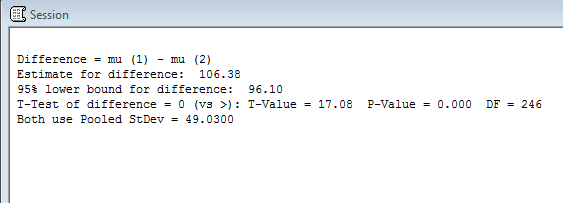 Session
Difference = mu (1) - mu (2)
Estimate for difference:  106.38
95% lower bound for difference:  96.10
T-Test of difference = 0 (vs >): T-Value = 17.08  P-Value = 0.000  DF = 246
Both use Pooled StDev = 49.0300